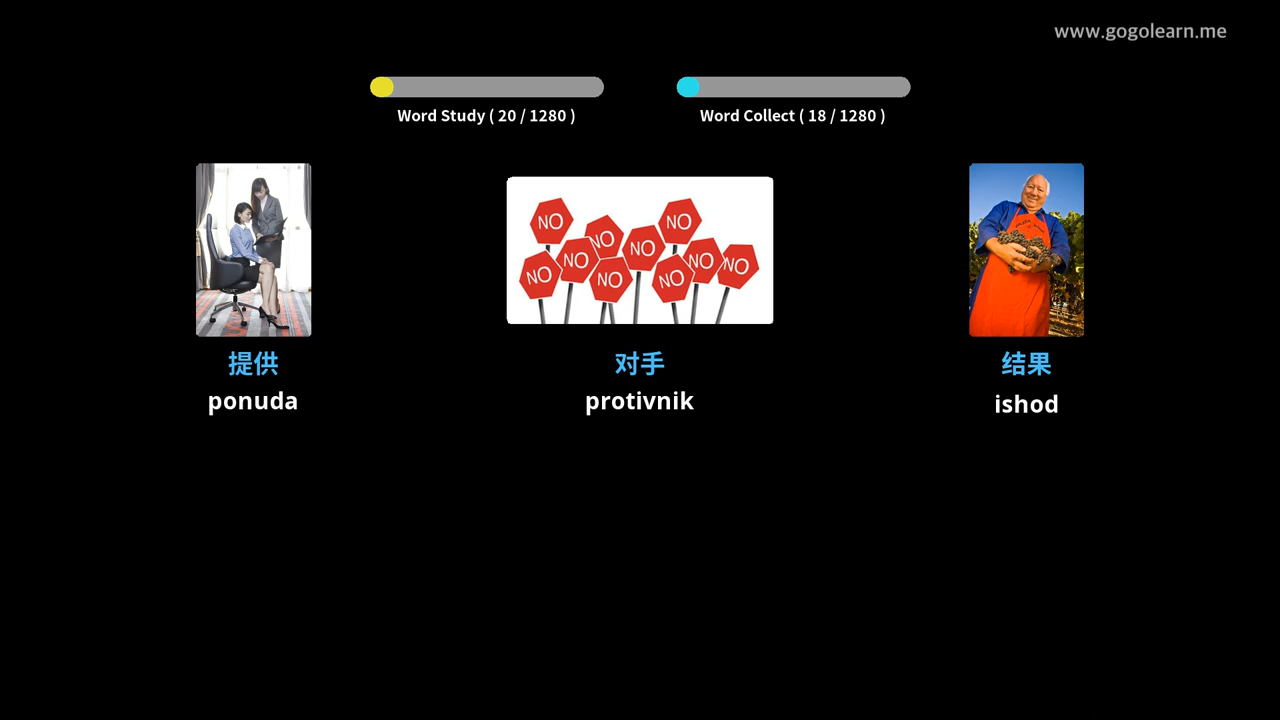 www.gogolearn.me
Word Study ( 20 / 1280 )
Word Collect ( 18 / 1280 )
NO
NO
NO
NO
NO
NO
NO
NO
NO
NO
提供
对手
结果
ponuda
protivnik
ishod